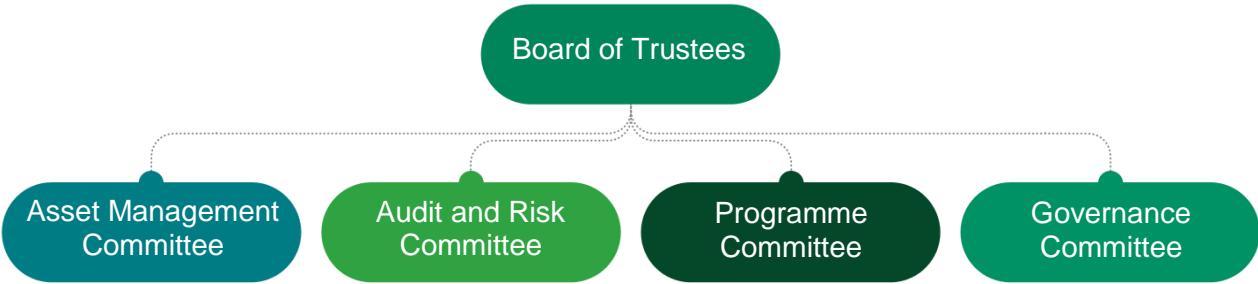 Board of Trustees
Asset Management
Committee
Audit and Risk
Committee
Programme
Committee
Governance
Committee